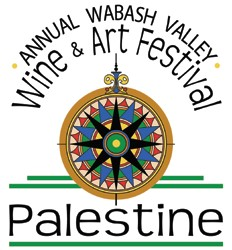 • ANNUAL WABASH VALLEY •
Wine & Art Festival
Palestine